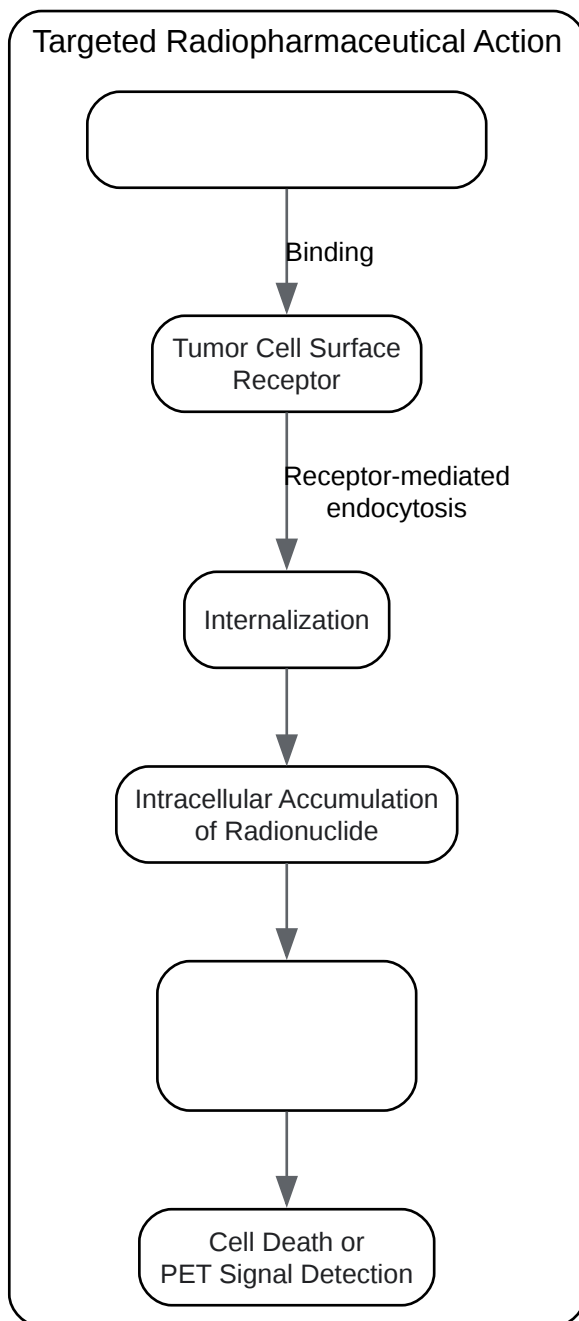 Targeted Radiopharmaceutical Action
Binding
Tumor Cell Surface
Receptor
Receptor-mediated
endocytosis
Internalization
Intracellular Accumulation
of Radionuclide
Cell Death or
PET Signal Detection